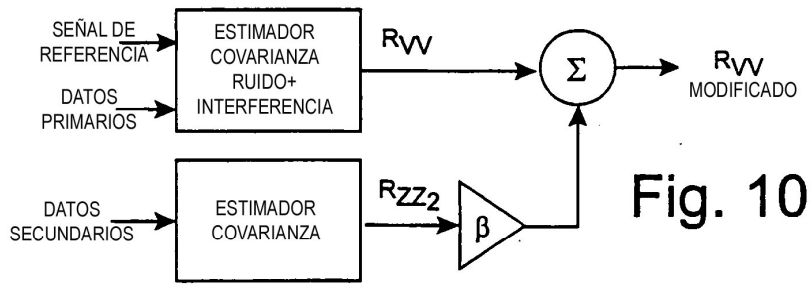 SEÑAL DE
REFERENCIA
DATOS
PRIMARIOS
ESTIMADOR
COVARIANZA
RUIDO+
INTERFERENCIA
RVV
Σ
RVV
MODIFICADO
DATOS
SECUNDARIOS
ESTIMADOR
COVARIANZA
RZZ2
β
Fig. 10